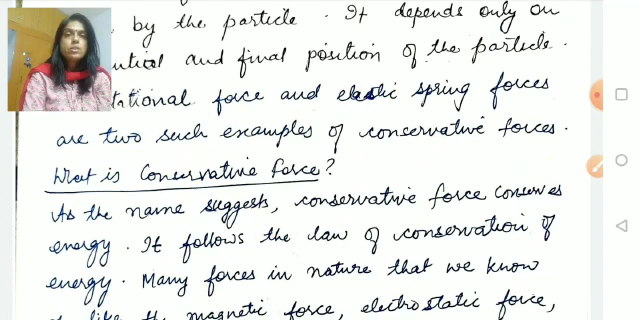 by the particle. It depends only on
and final position of the particle.
force and elastic spring forces
are two such examples of conservative forces.
What is Conservative force?
As the name suggests, conservative force conserves
energy. It follows the law of conservation of
energy. Many forces in nature that we know
like the magnetic force, electrostatic force,